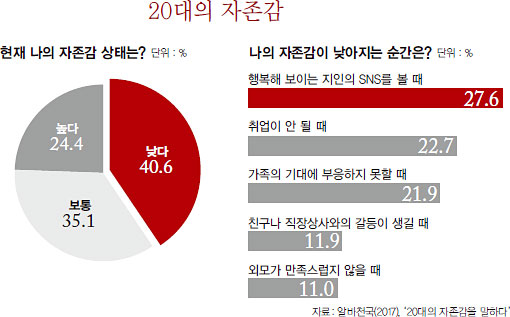 20대의 자존감
현재 나의 자존감 상태는? 단위 : %
높다
24.4
낮다
40.6
보통
35.1
나의 자존감이 낮아지는 순간은? 단위 : %
행복해 보이는 지인의 SNS를 볼 때
27.6
취업이 안 될 때
22.7
가족의 기대에 부응하지 못할 때
21.9
친구나 직장상사와의 갈등이 생길 때
11.9
외모가 만족스럽지 않을 때
11.0
자료 : 알바천국(2017), ‘20대의 자존감을 말하다’